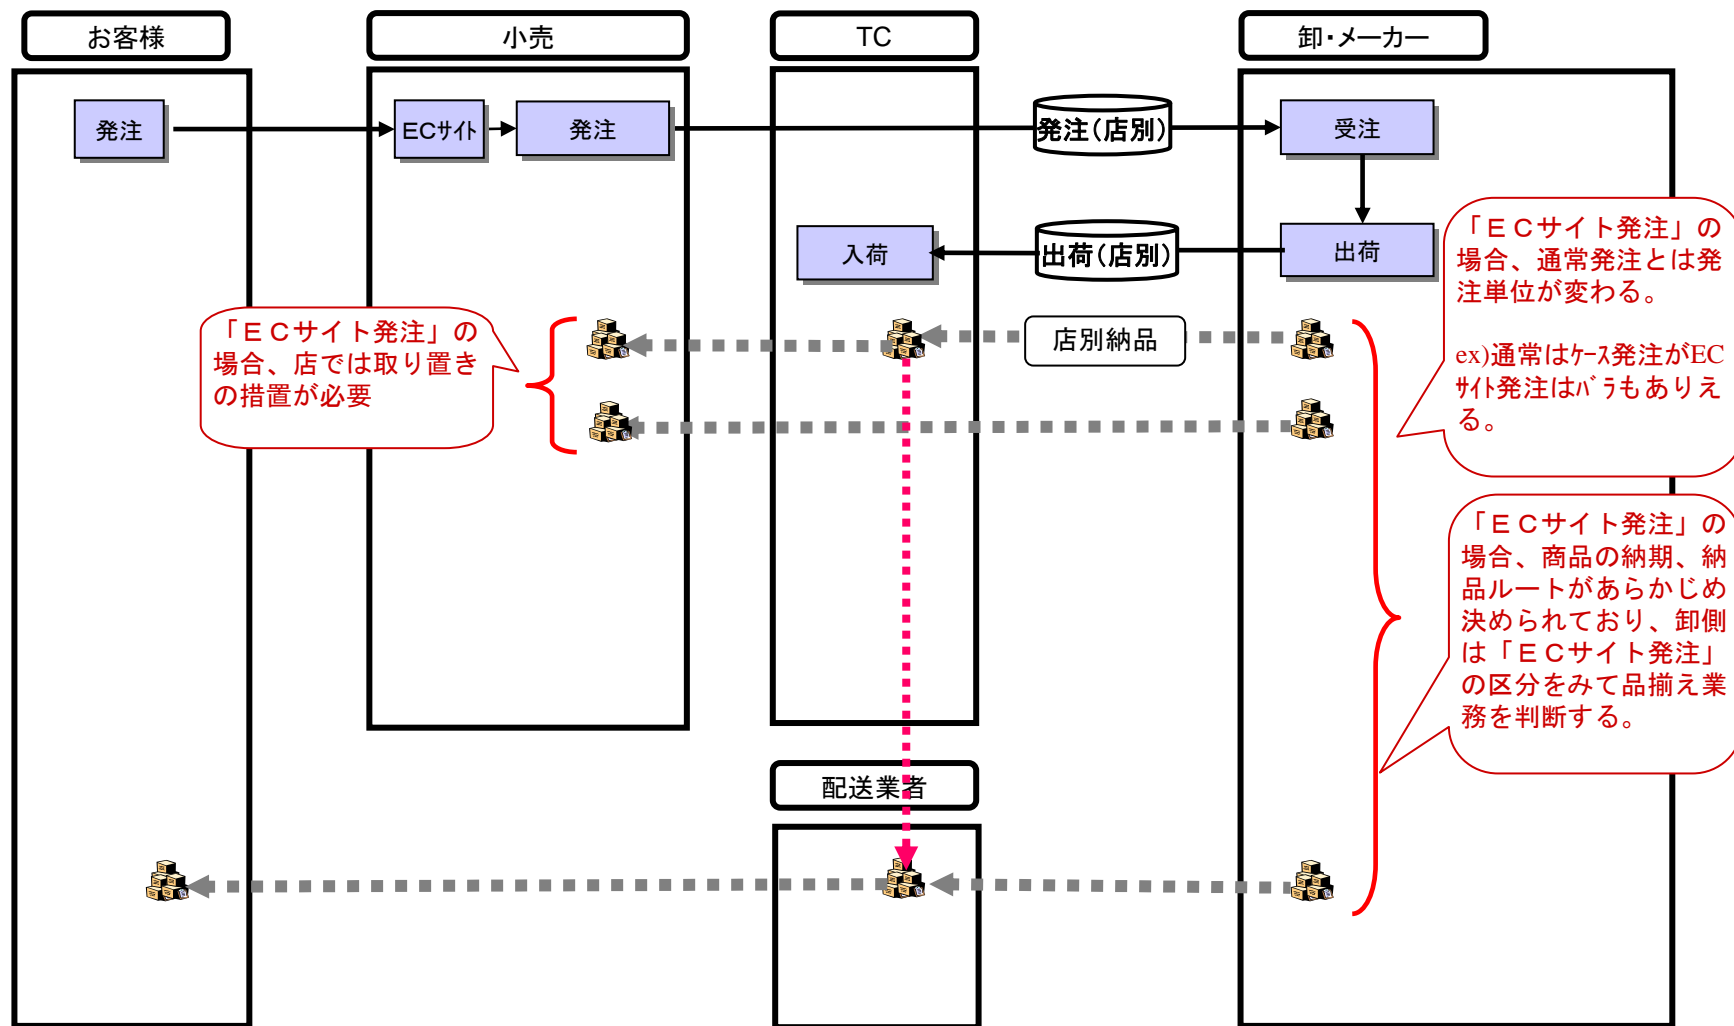 お客様
小売
TC
卸・メーカー
発注
ECｻｲﾄ
発注
発注(店別)
受注
入荷
出荷(店別)
出荷
「ＥＣサイト発注」の
場合、通常発注とは発
注単位が変わる。
ex)通常はｹｰｽ発注がEC
ｻｲﾄ発注はﾊﾞﾗもありえ
る。
「ＥＣサイト発注」の
場合、店では取り置き
の措置が必要
店別納品
「ＥＣサイト発注」の
場合、商品の納期、納
品ルートがあらかじめ
決められており、卸側
は「ＥＣサイト発注」
の区分をみて品揃え業
務を判断する。
配送業者